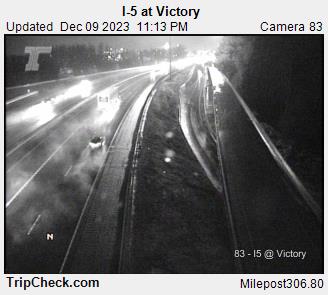 I-5 at Victory
Updated Dec 09 2023 11:13 PM Camera 83
T
N
83 - I5 @ Victory
TripCheck.com Milepost306.80